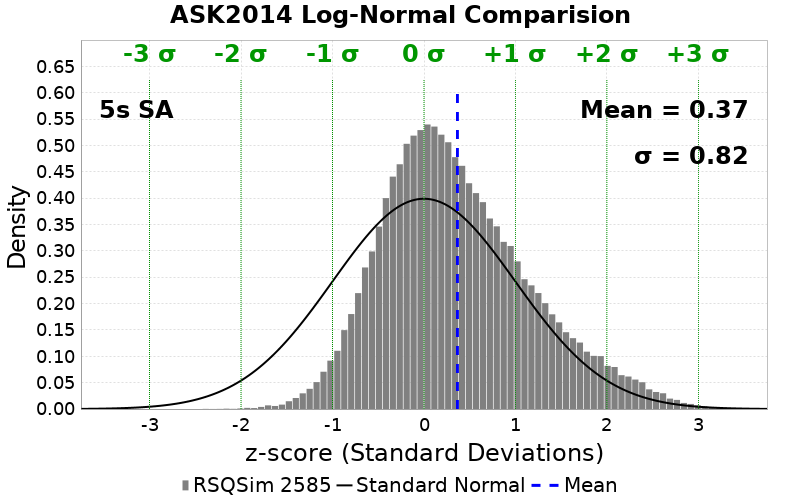 ASK2014 Log-Normal Comparision
-3 σ -2 σ -1 σ 0 σ +1 σ +2 σ +3 σ
5s SA
Mean = 0.37
σ = 0.82
Density
0.65
0.60
0.55
0.50
0.45
0.40
0.35
0.30
0.25
0.20
0.15
0.10
0.05
0.00
-3 -2 -1 0 1 2 3
z-score (Standard Deviations)
RSQSim 2585 Standard Normal Mean